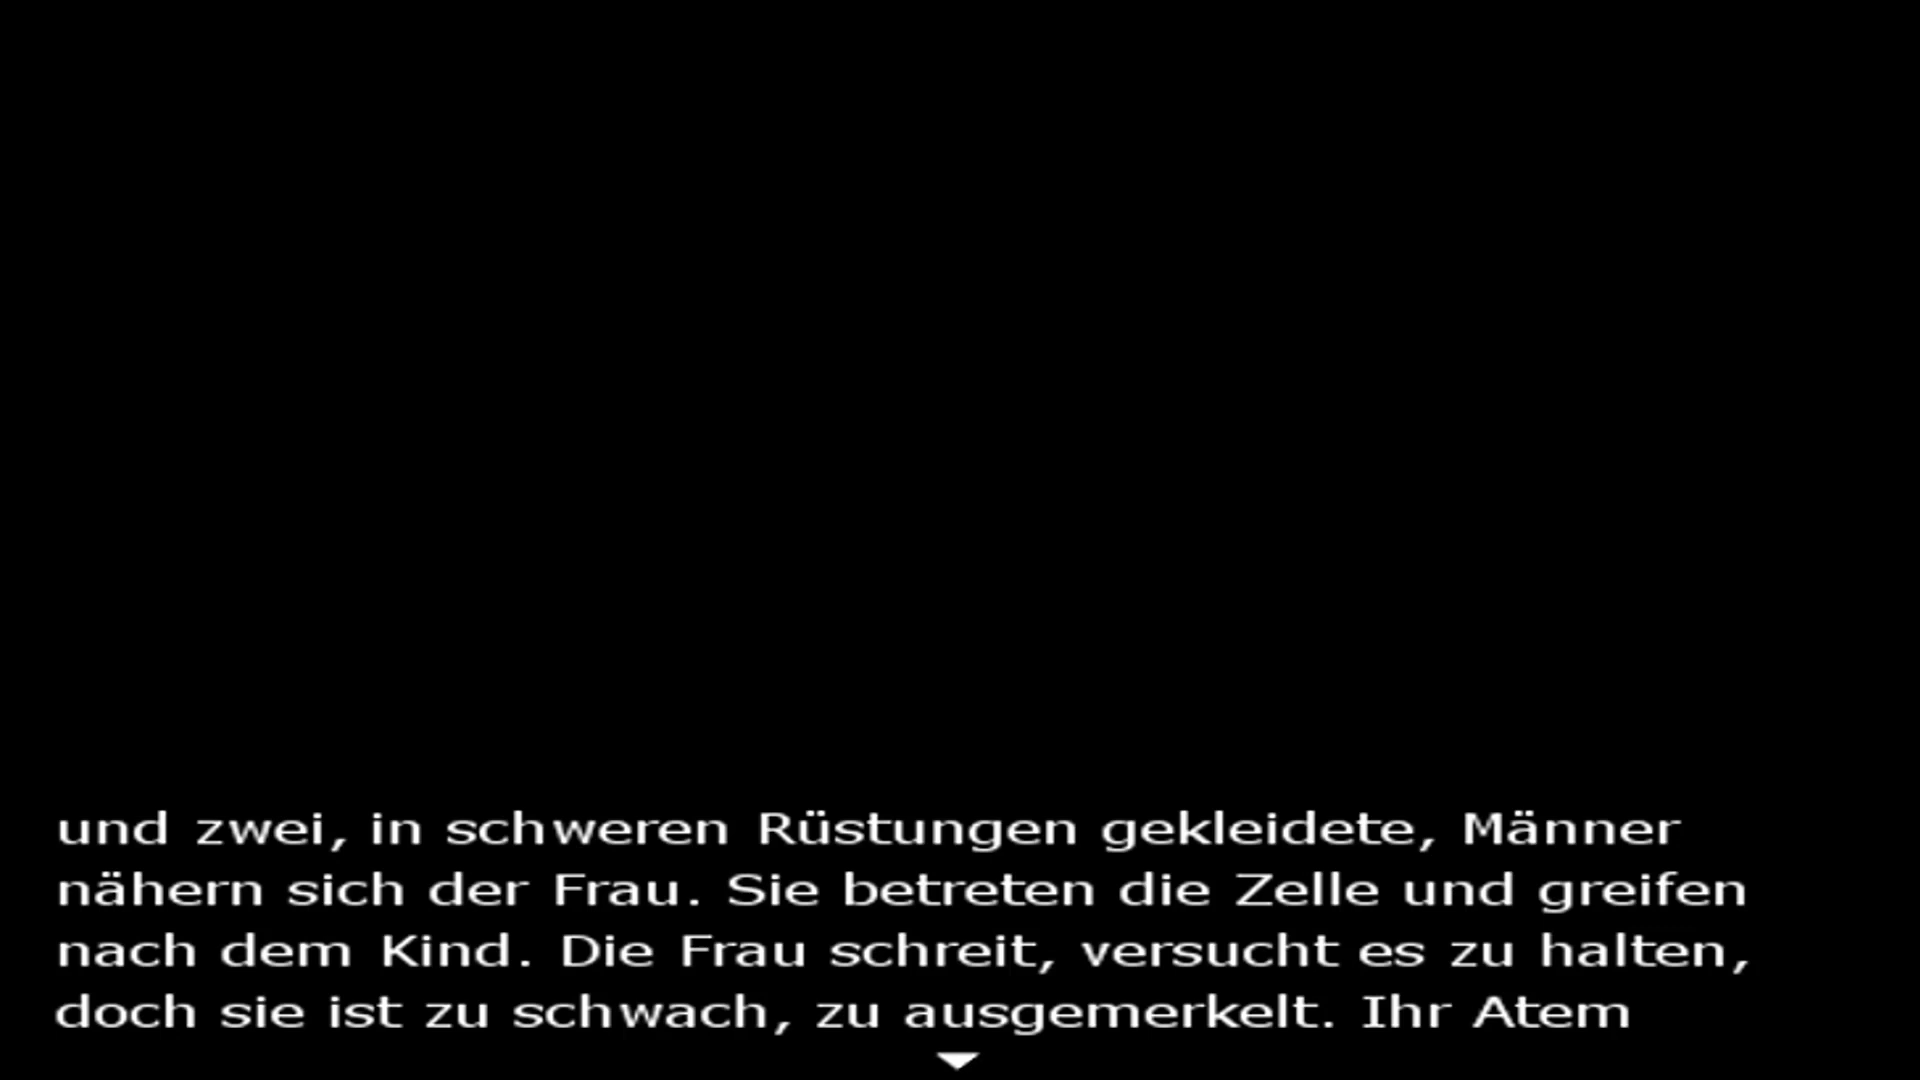 und zwei, in schweren Rüstungen gekleidete, Männer
nähern sich der Frau. Sie betreten die Zelle und greifen
nach dem Kind. Die Frau schreit, versucht es zu halten,
doch sie ist zu schwach, zu ausgemerkelt. Ihr Atem